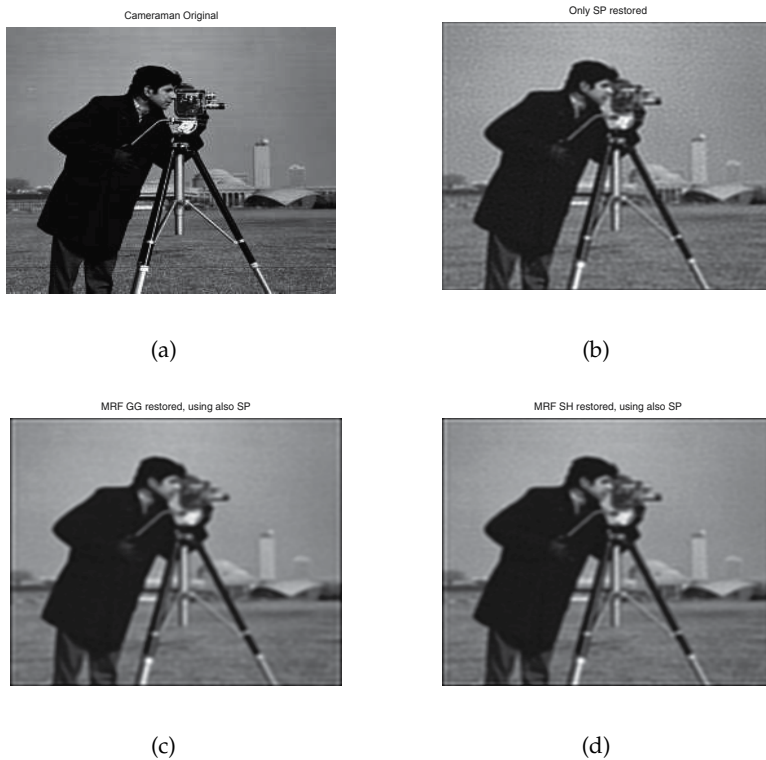 Cameraman Original
Only SP restored
(a)
(b)
MRF GG restored, using also SP
MRF SH restored, using also SP
(c)
(d)